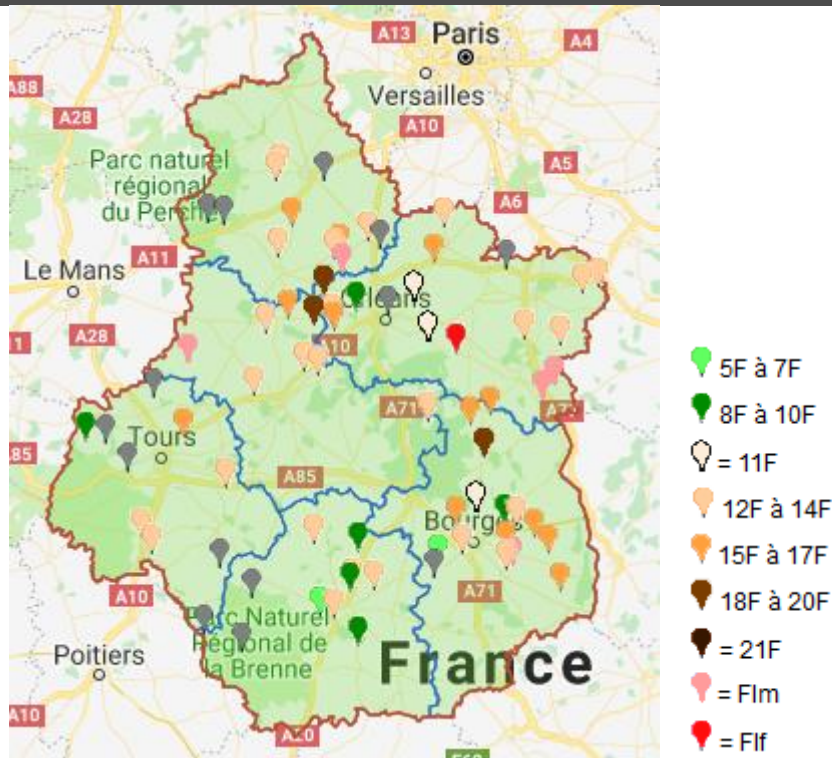 A13
Paris
A4
Versailles
A88
A28
A10
Parc naturel
régional
du Perche
A5
A6
A11
Le Mans
Orléans
A28
A10
A71
A77
Tours
A85
A85
Bourges
A10
A71
Parc Naturel
Régional de
la Brenne
Poitiers
France
A10
A20
5F à 7F
8F à 10F
= 11F
12F à 14F
15F à 17F
18F à 20F
= 21F
= Flm
= Flf